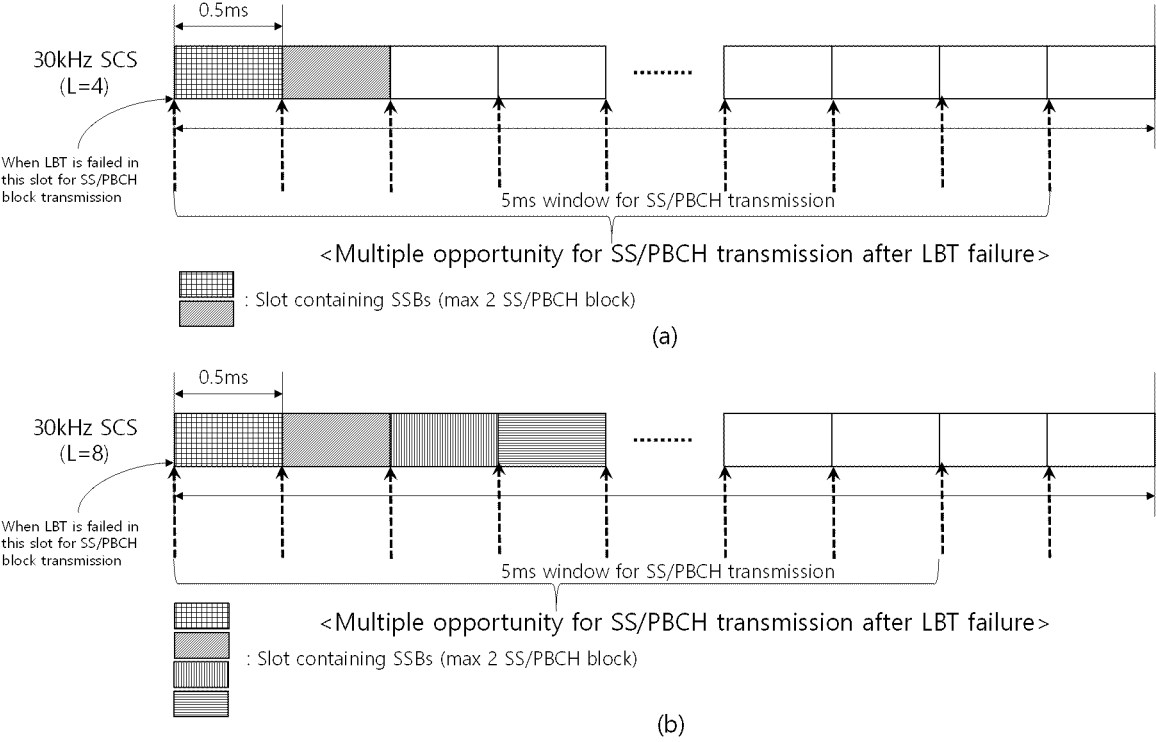 0.5ms
30kHz SCS
(L=4)
When LBT is failed in
this slot for SS/PBCH
block transmission
5ms window for SS/PBCH transmission
<Multiple opportunity for SS/PBCH transmission after LBT failure>
: Slot containing SSBs (max 2 SS/PBCH block)
(a)
0.5ms
30kHz SCS
(L=8)
When LBT is failed in
this slot for SS/PBCH
block transmission
5ms window for SS/PBCH transmission
<Multiple opportunity for SS/PBCH transmission after LBT failure>
: Slot containing SSBs (max 2 SS/PBCH block)
(b)